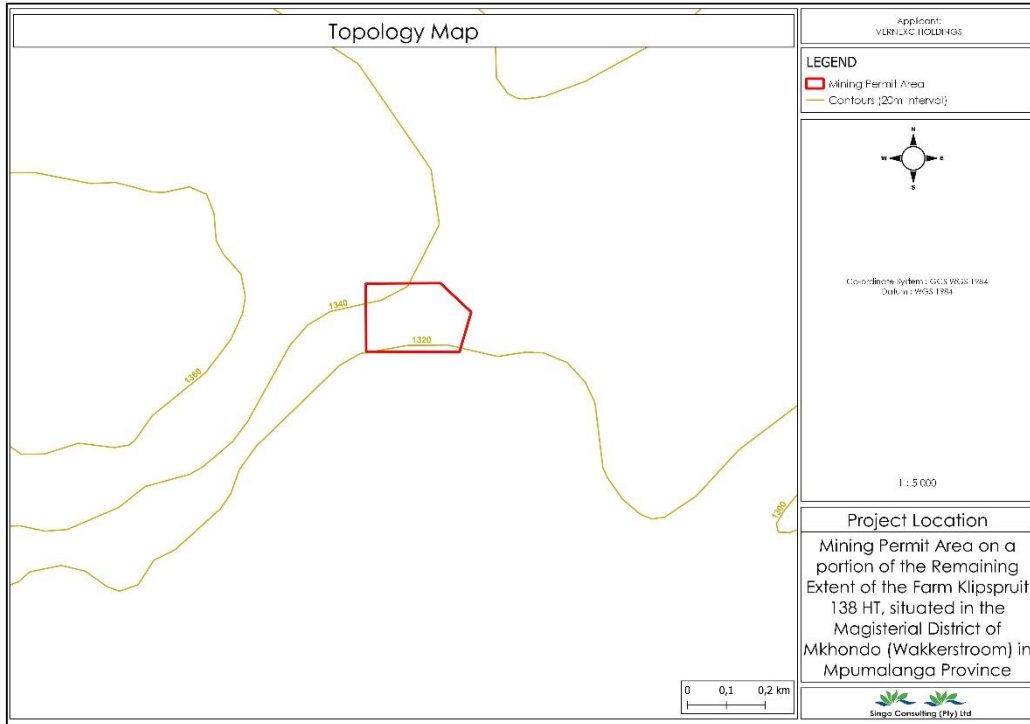 Topology Map
1340
1320
1360
1300
0 0,1 0,2 km
Applicant:
VERNEXC HOLDINGS
LEGEND
Mining Permit Area
Contours (20m Interval)
N
W E
S
Co-ordinate System : GCS WGS 1984
Datum : WGS 1984
1 : 5 000
Project Location
Mining Permit Area on a
portion of the Remaining
Extent of the Farm Klipspruit
138 HT, situated in the
Magisterial District of
Mkhondo (Wakkerstroom) in
Mpumalanga Province
Singo Consulting (Pty) Ltd